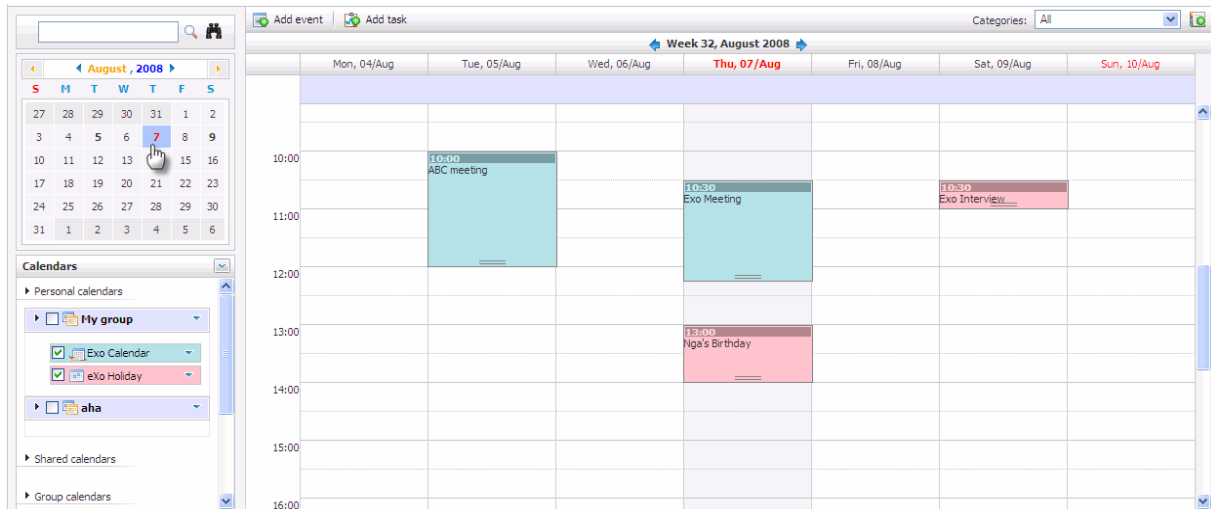 Add event
Add task
Categories:
All
Week 32, August 2008
August , 2008
S M T W T F S
27 28 29 30 31 1 2
3 4 5 6 7 8 9
10 11 12 13 15 16
17 18 19 20 21 22 23
24 25 26 27 28 29 30
31 1 2 3 4 5 6
Calendars
Personal calendars
My group
Exo Calendar
eXo Holiday
aha
Shared calendars
Group calendars
Mon, 04/Aug Tue, 05/Aug Wed, 06/Aug Thu, 07/Aug Fri, 08/Aug Sat, 09/Aug Sun, 10/Aug
10:00
11:00
12:00
13:00
14:00
15:00
16:00
10:00
ABC meeting
10:30
Exo Meeting
13:00
Nga's Birthday
10:30
Exo Interview